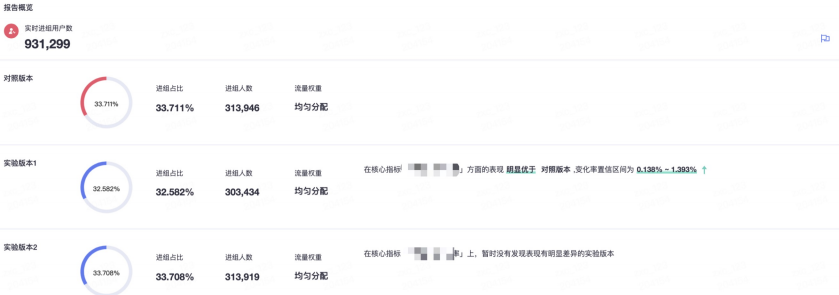 报告概览
实时进组用户数
931,299
对照版本
33.711%
进组占比
33.711%
进组人数
313,946
流量权重
均匀分配
实验版本1
32.582%
进组占比
32.582%
进组人数
303,434
流量权重
均匀分配
在核心指标 」方面的表现 明显优于 对照版本 ,变化率置信区间为 0.138% ~ 1.393% ↑
实验版本2
33.708%
进组占比
33.708%
进组人数
313,919
流量权重
均匀分配
在核心指标 率」上，暂时没有发现表现有明显差异的实验版本